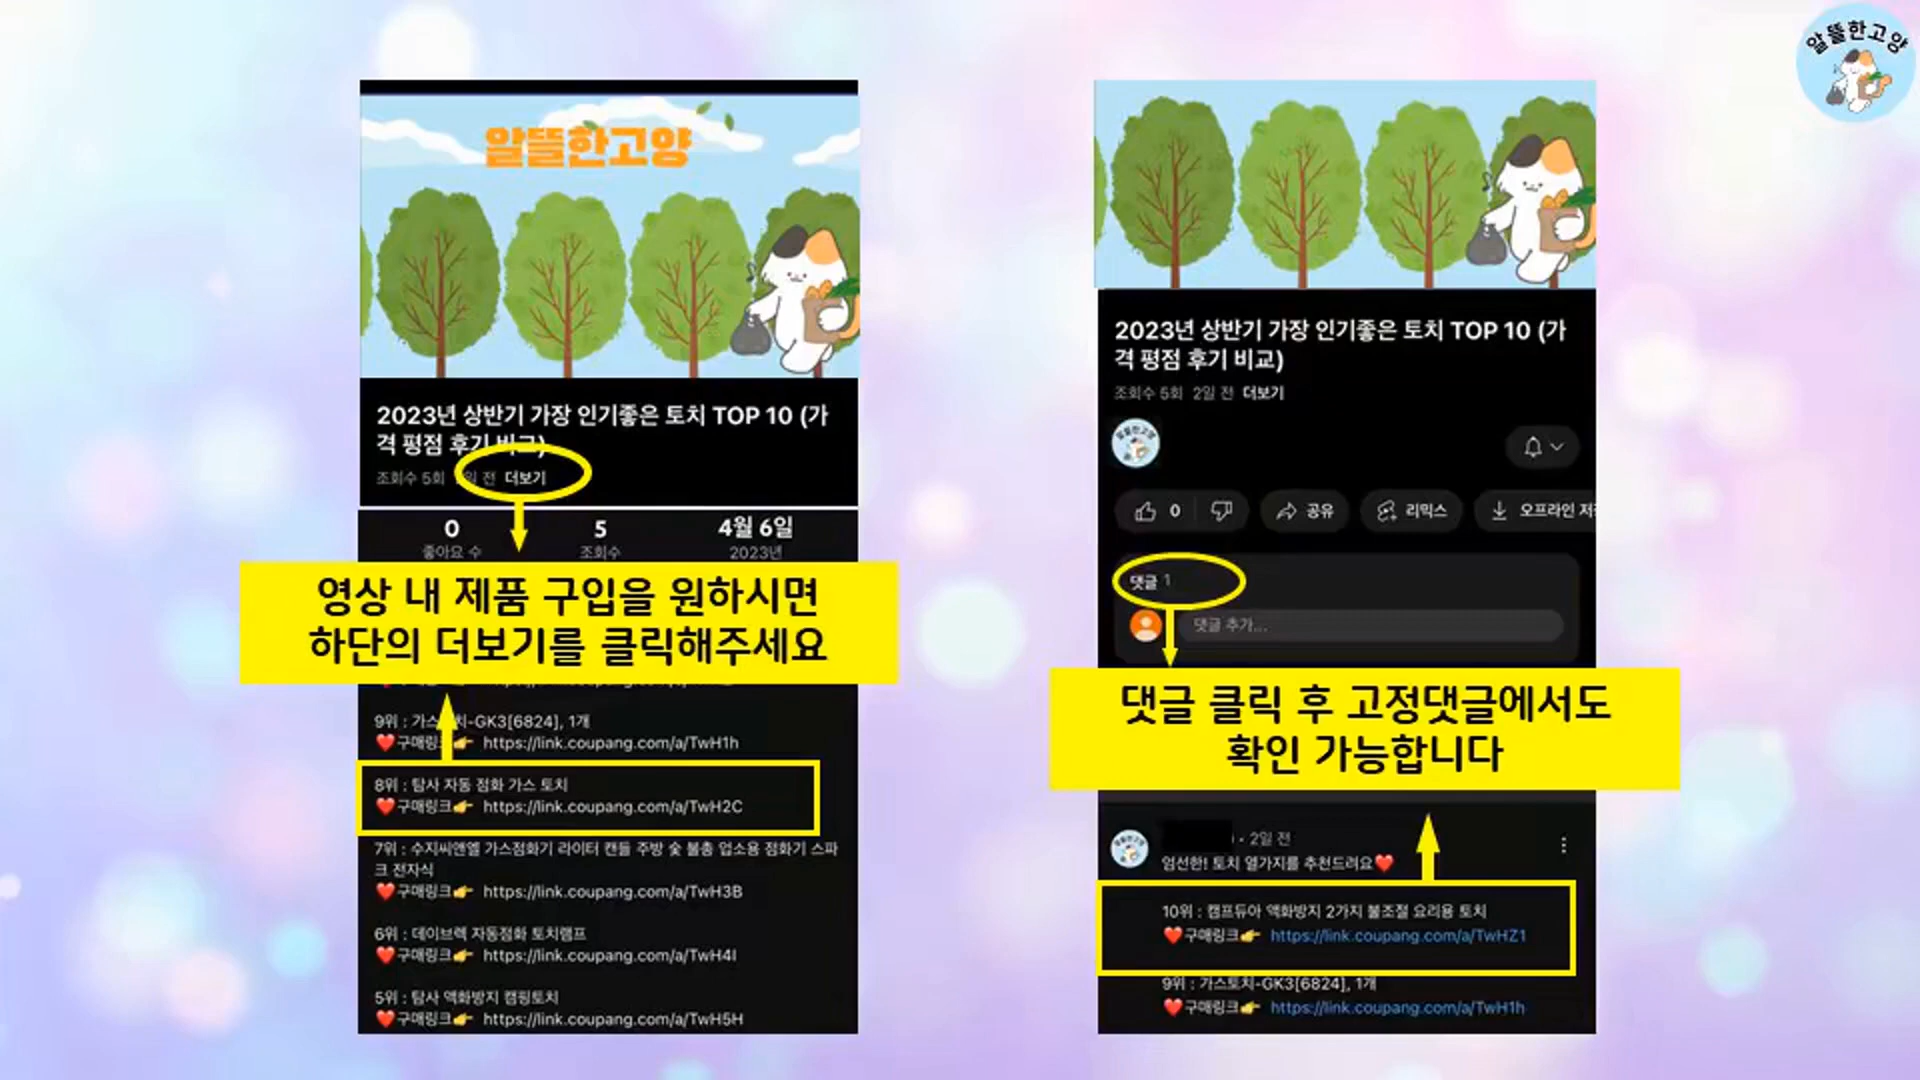 알뜰한고양
알뜰한고양
2023년 상반기 가장 인기좋은 토치 TOP 10 (가
격 평점 후기 비교)
조회수 5회 일 전 더보기
0 5 4월 6일
좋아요 수 조회수 2023년
영상 내 제품 구입을 원하시면
하단의 더보기를 클릭해주세요
9위 : 가스 치-GK3[6824], 1개
❤️구매링크👉 https://link.coupang.com/a/TwH1h
8위 : 탐사 자동 점화 가스 토치
❤️구매링크👉 https://link.coupang.com/a/TwH2C
7위 : 수지씨앤엘 가스점화기 라이터 캔들 주방 숯 불총 업소용 점화기 스파
크 전자식
❤️구매링크👉 https://link.coupang.com/a/TwH3B
6위 : 데이브렉 자동점화 토치램프
❤️구매링크👉 https://link.coupang.com/a/TwH4I
5위 : 탐사 액화방지 캠핑토치
❤️구매링크👉 https://link.coupang.com/a/TwH5H
2023년 상반기 가장 인기좋은 토치 TOP 10 (가
격 평점 후기 비교)
조회수 5회 2일 전 더보기
0 공유 리믹스 오프라인 저
댓글 1
댓글 추가...
댓글 클릭 후 고정댓글에서도
확인 가능합니다
• 2일 전
엄선한! 토치 열가지를 추천드려요❤️
10위 : 캠프듀아 액화방지 2가지 불조절 요리용 토치
❤️구매링크👉 https://link.coupang.com/a/TwHZ1
9위 : 가스토치-GK3[6824], 1개
❤️구매링크👉 https://link.coupang.com/a/TwH1h